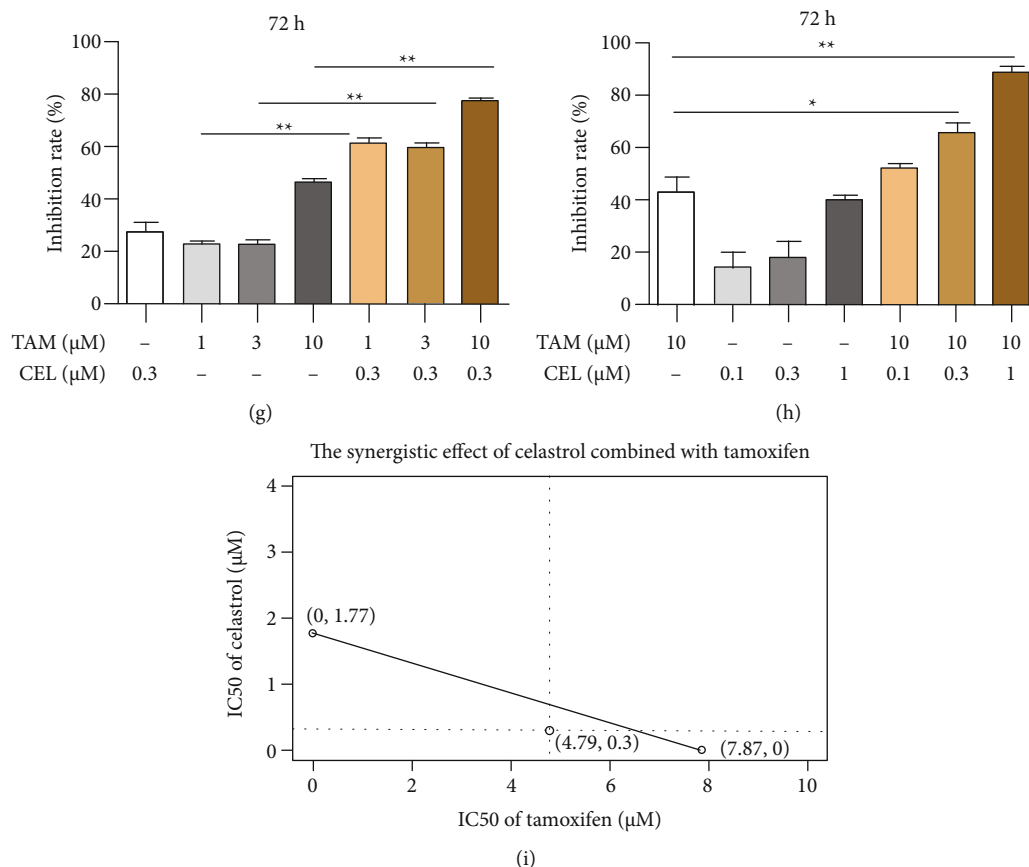 72 h
100
80
60
40
20
0
Inhibition rate (%)
**
**
**
TAM (μM) – 1 3 10 1 3 10
CEL (μM) 0.3 – – – 0.3 0.3 0.3
(g)
72 h
100
80
60
40
20
0
Inhibition rate (%)
**
*
TAM (μM) 10 – – – 10 10 10
CEL (μM) – 0.1 0.3 1 0.1 0.3 1
(h)
The synergistic effect of celastrol combined with tamoxifen
4
3
2
1
0
IC50 of celastrol (μM)
(0, 1.77)
(4.79, 0.3)
(7.87, 0)
0 2 4 6 8 10
IC50 of tamoxifen (μM)
(i)